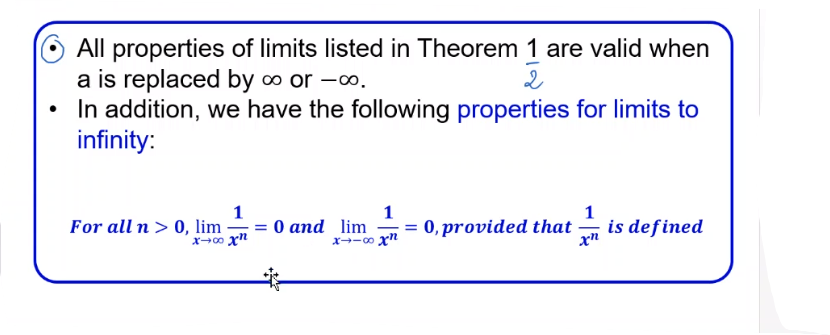 • All properties of limits listed in Theorem 1 are valid when
a is replaced by ∞ or −∞.
2
• In addition, we have the following properties for limits to
infinity:
For all n > 0, lim x→∞ 1/xⁿ = 0 and lim x→−∞ 1/xⁿ = 0, provided that 1/xⁿ is defined